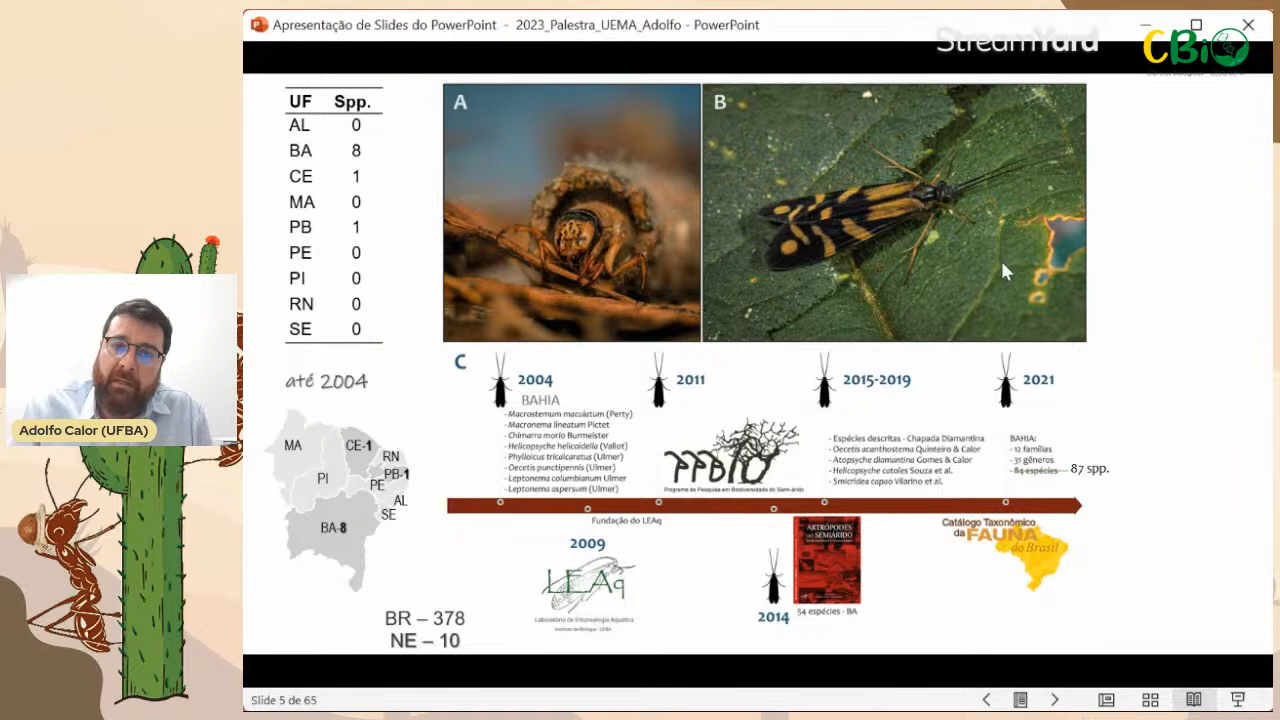 Apresentação de Slides do PowerPoint - 2023_Palestra_UEMA_Adolfo - PowerPoint
StreamYard
CBiO
UF Spp.
AL 0
BA 8
CE 1
MA 0
PB 1
PE 0
PI 0
RN 0
SE 0
até 2004
MA
CE-1
RN
PI
PB-1
PE
AL
SE
BA-8
BR – 378
NE – 10
A
B
C
2004
BAHIA
- Macrostemum maculatum (Perty)
- Macronema lineatum Pictet
- Chimarra morio Burmeister
- Helicopsyche helicoidella (Vallot)
- Phylloicus tricalcaratus (Ulmer)
- Oecetis punctipennis (Ulmer)
- Leptonema columbianum Ulmer
- Leptonema aspersum (Ulmer)
2011
PPBIO
Programa de Pesquisa em Biodiversidade do Semi-árido
2015-2019
- Espécies descritas - Chapada Diamantina
- Oecetis acanthostema Quinteiro & Calor
- Atopsyche diamantina Gomes & Calor
- Helicopsyche catoles Souza et al.
- Smicridea capao Vilarino et al.
2021
BAHIA:
- 12 famílias
- 31 gêneros
- 84 espécies
87 spp.
Fundação do LEAq
2009
LEAq
Laboratório de Entomologia Aquática
Instituto de Biologia - UFBA
2014
ARTRÓPODES
DO SEMIÁRIDO
54 espécies - BA
Catálogo Taxonômico
da FAUNA
do Brasil
Adolfo Calor (UFBA)
Slide 5 de 65